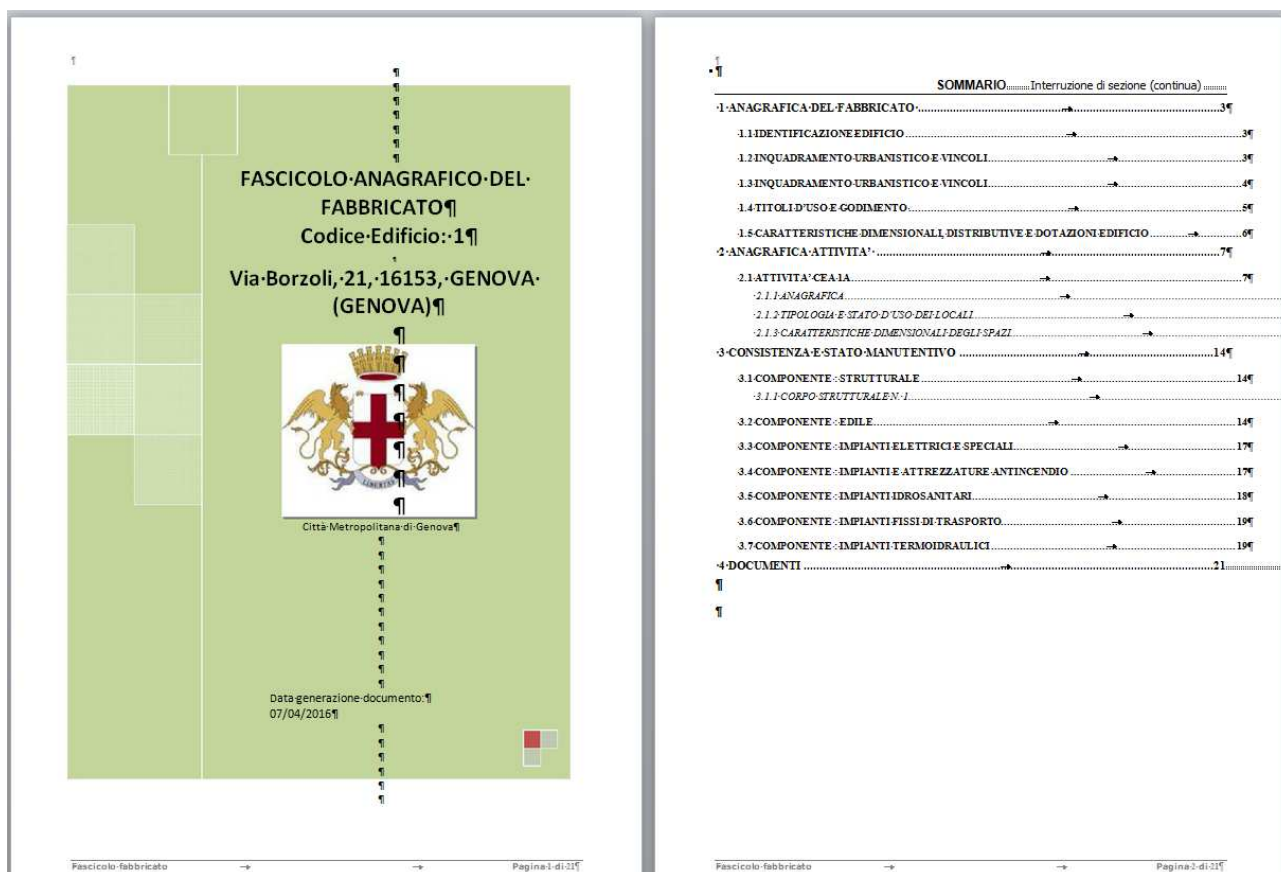 FASCICOLO ANAGRAFICO DEL
FABBRICATO¶
Codice Edificio: 1¶
Via Borzoli, 21, 16153, GENOVA
(GENOVA)¶
LIBERTAS
Città Metropolitana di Genova¶
Data generazione documento:¶
07/04/2016¶
Fascicolo fabbricato → → Pagina 1 di 21¶
SOMMARIO Interruzione di sezione (continua)
1 ANAGRAFICA DEL FABBRICATO → 3¶
1.1 IDENTIFICAZIONE EDIFICIO → 3¶
1.2 INQUADRAMENTO URBANISTICO E VINCOLI → 3¶
1.3 INQUADRAMENTO URBANISTICO E VINCOLI → 4¶
1.4 TITOLI D'USO E GODIMENTO → 5¶
1.5 CARATTERISTICHE DIMENSIONALI, DISTRIBUTIVE E DOTAZIONI EDIFICIO → 6¶
2 ANAGRAFICA ATTIVITA' → 7¶
2.1 ATTIVITA' CEA-1A → 7¶
2.1.1 ANAGRAFICA →
2.1.2 TIPOLOGIA E STATO D'USO DEI LOCALI →
2.1.3 CARATTERISTICHE DIMENSIONALI DEGLI SPAZI →
3 CONSISTENZA E STATO MANUTENTIVO → 14¶
3.1 COMPONENTE : STRUTTURALE → 14¶
3.1.1 CORPO STRUTTURALE N. 1 →
3.2 COMPONENTE : EDILE → 14¶
3.3 COMPONENTE : IMPIANTI ELETTRICI E SPECIALI → 17¶
3.4 COMPONENTE : IMPIANTI E ATTREZZATURE ANTINCENDIO → 17¶
3.5 COMPONENTE : IMPIANTI IDROSANITARI → 18¶
3.6 COMPONENTE : IMPIANTI FISSI DI TRASPORTO → 19¶
3.7 COMPONENTE : IMPIANTI TERMOIDRAULICI → 19¶
4 DOCUMENTI → 21
Fascicolo fabbricato → → Pagina 2 di 21¶